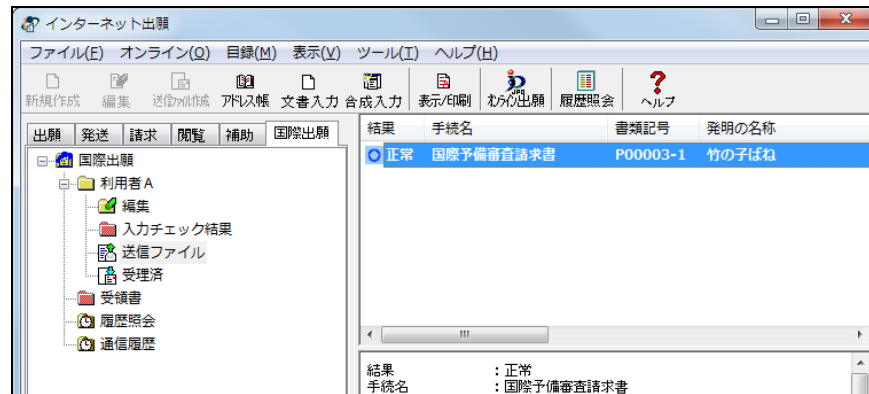 インターネット出願
ファイル(F) オンライン(O) 目録(M) 表示(V) ツール(T) ヘルプ(H)
新規作成 編集 送信ファイル作成 アドレス帳 文書入力 合成入力 表示/印刷 オンライン出願 履歴照会 ヘルプ
出願 発送 請求 閲覧 補助 国際出願
国際出願
利用者A
編集
入力チェック結果
送信ファイル
受理済
受領書
履歴照会
通信履歴
結果 手続名 書類記号 発明の名称
正常 国際予備審査請求書 P00003-1 竹の子ばね
結果 :正常
手続名 :国際予備審査請求書